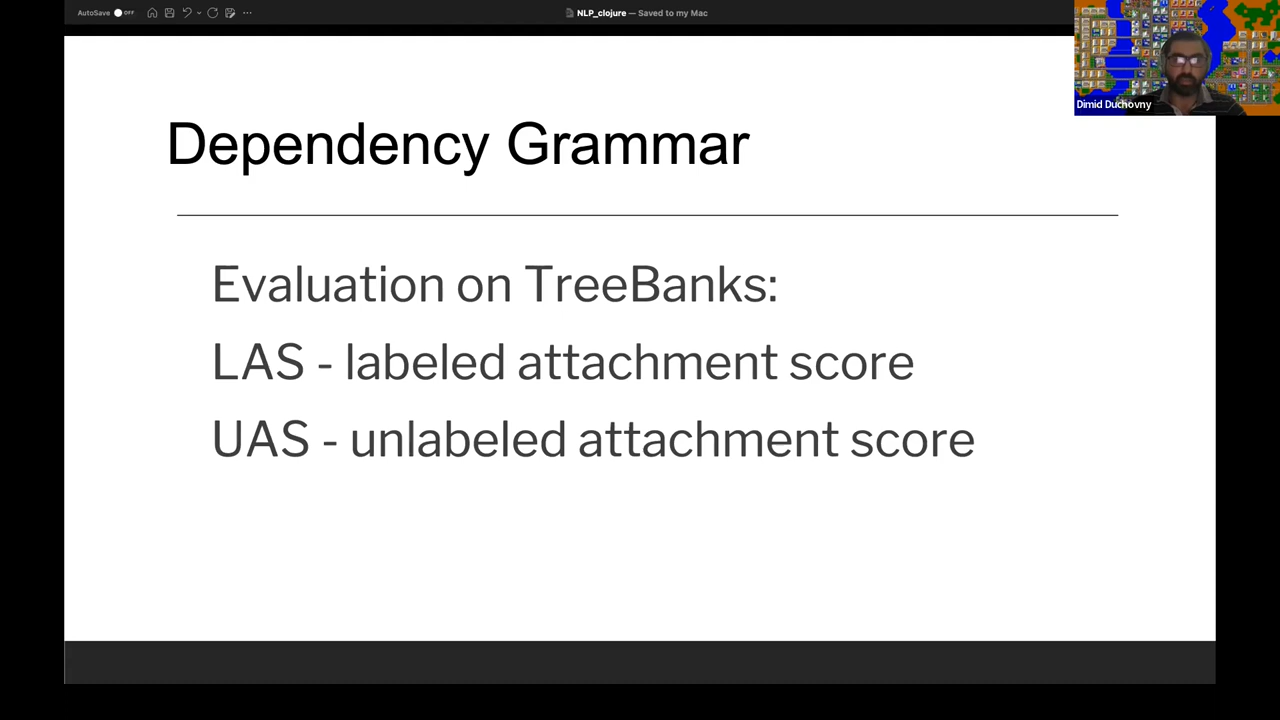 AutoSave OFF
NLP_clojure — Saved to my Mac
Dimid Duchovny
Dependency Grammar
Evaluation on TreeBanks:
LAS - labeled attachment score
UAS - unlabeled attachment score